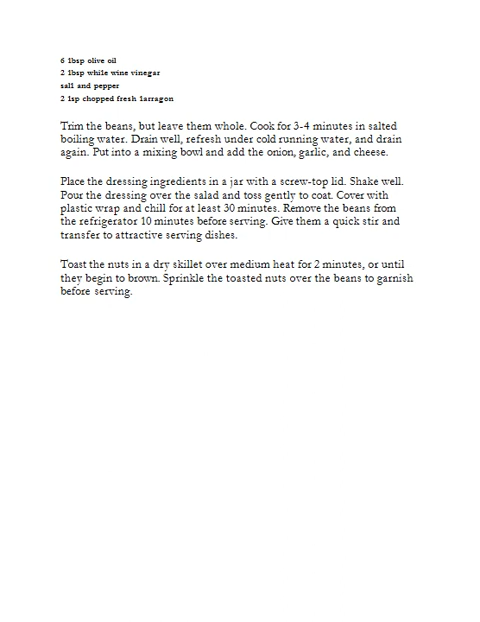 6 tbsp olive oil
2 tbsp white wine vinegar
salt and pepper
2 tsp chopped fresh tarragon
Trim the beans, but leave them whole. Cook for 3-4 minutes in salted
boiling water. Drain well, refresh under cold running water, and drain
again. Put into a mixing bowl and add the onion, garlic, and cheese.
Place the dressing ingredients in a jar with a screw-top lid. Shake well.
Pour the dressing over the salad and toss gently to coat. Cover with
plastic wrap and chill for at least 30 minutes. Remove the beans from
the refrigerator 10 minutes before serving. Give them a quick stir and
transfer to attractive serving dishes.
Toast the nuts in a dry skillet over medium heat for 2 minutes, or until
they begin to brown. Sprinkle the toasted nuts over the beans to garnish
before serving.